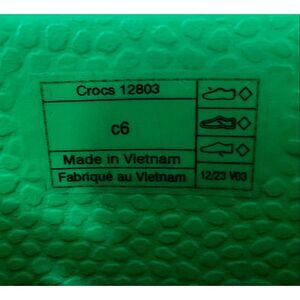 Crocs 12803
c6
Made in Vietnam
Fabriqué au Vietnam
12/23 V03